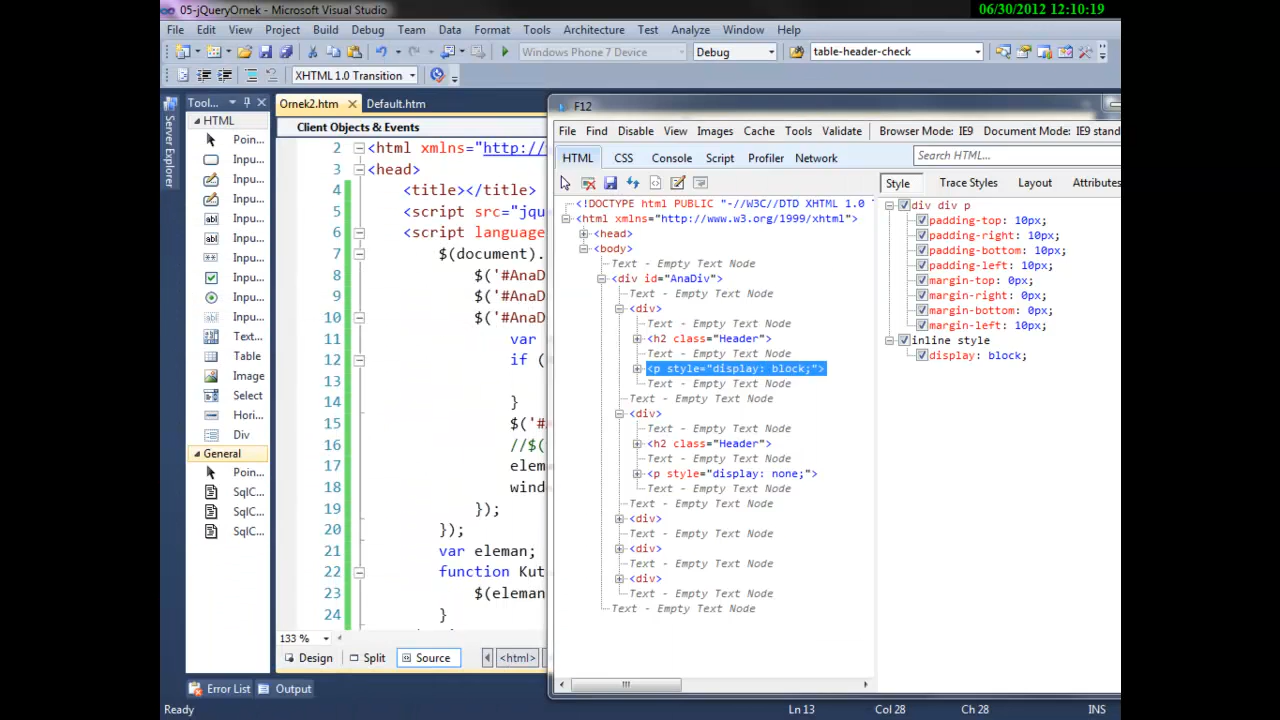 05-jQueryOrnek - Microsoft Visual Studio
06/30/2012 12:10:19
File Edit View Project Build Debug Team Data Format Tools Architecture Test Analyze Window Help
Windows Phone 7 Device Debug table-header-check
XHTML 1.0 Transition
Server Explorer
Tool...
HTML
Poin...
Inpu...
Inpu...
Inpu...
Inpu...
Inpu...
Inpu...
Inpu...
Inpu...
Inpu...
Text...
Table
Image
Select
Hori...
Div
General
Poin...
SqlC...
SqlC...
SqlC...
Ornek2.htm Default.htm
Client Objects & Events
2 <html xmlns="http://
3 <head>
4 <title></title>
5 <script src="jqu
6 <script language
7 $(document).
8 $('#AnaD
9 $('#AnaD
10 $('#AnaD
11 var
12 if (
13
14 }
15 $('#
16 //$(
17 elem
18 wind
19 });
20 });
21 var eleman;
22 function Kut
23 $(eleman
24 }
133 %
Design Split Source <html>
F12
File Find Disable View Images Cache Tools Validate Browser Mode: IE9 Document Mode: IE9 stand
HTML CSS Console Script Profiler Network Search HTML...
<!DOCTYPE html PUBLIC "-//W3C//DTD XHTML 1.0
<html xmlns="http://www.w3.org/1999/xhtml">
<head>
<body>
Text - Empty Text Node
<div id="AnaDiv">
Text - Empty Text Node
<div>
Text - Empty Text Node
<h2 class="Header">
Text - Empty Text Node
<p style="display: block;">
Text - Empty Text Node
Text - Empty Text Node
<div>
Text - Empty Text Node
<h2 class="Header">
Text - Empty Text Node
<p style="display: none;">
Text - Empty Text Node
Text - Empty Text Node
<div>
Text - Empty Text Node
<div>
Text - Empty Text Node
<div>
Text - Empty Text Node
Text - Empty Text Node
Style Trace Styles Layout Attributes
div div p
padding-top: 10px;
padding-right: 10px;
padding-bottom: 10px;
padding-left: 10px;
margin-top: 0px;
margin-right: 0px;
margin-bottom: 0px;
margin-left: 10px;
inline style
display: block;
Error List Output
Ready Ln 13 Col 28 Ch 28 INS